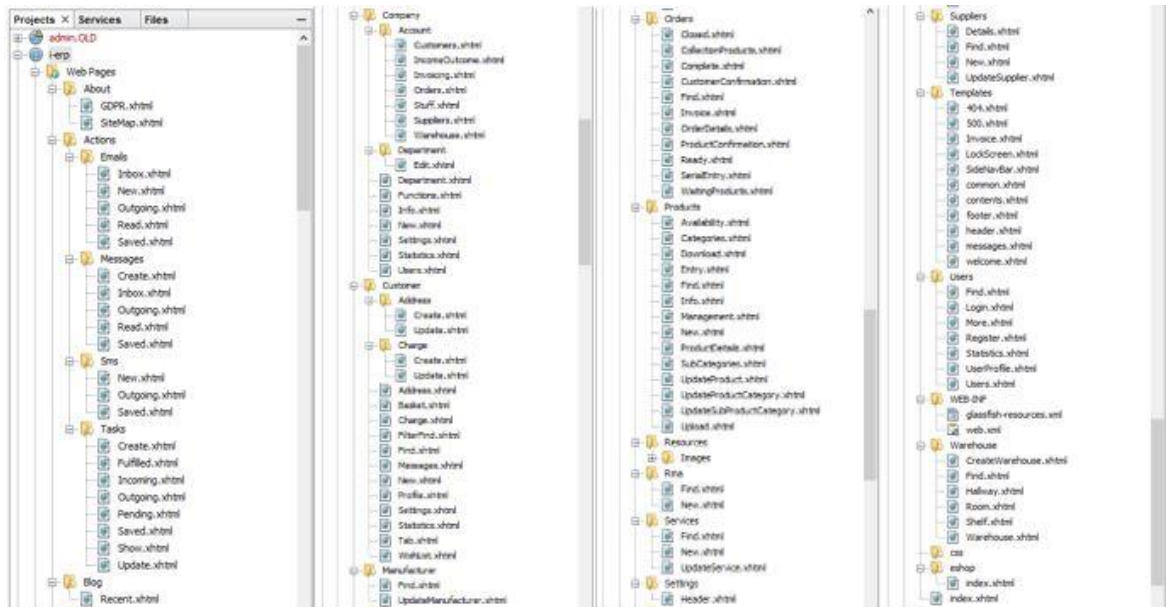 Projects Services Files
admin.OLD
i-erp
Web Pages
About
GDPR.xhtml
SiteMap.xhtml
Actions
Emails
Inbox.xhtml
New.xhtml
Outgoing.xhtml
Read.xhtml
Saved.xhtml
Messages
Create.xhtml
Inbox.xhtml
Outgoing.xhtml
Read.xhtml
Saved.xhtml
Sms
New.xhtml
Outgoing.xhtml
Saved.xhtml
Tasks
Create.xhtml
Fulfilled.xhtml
Incoming.xhtml
Outgoing.xhtml
Pending.xhtml
Saved.xhtml
Show.xhtml
Update.xhtml
Blog
Recent.xhtml
Company
Account
Customers.xhtml
IncomeOutcome.xhtml
Invoicing.xhtml
Orders.xhtml
Stuff.xhtml
Suppliers.xhtml
Warehouse.xhtml
Department
Edit.xhtml
Department.xhtml
Functions.xhtml
Info.xhtml
New.xhtml
Settings.xhtml
Statistics.xhtml
Users.xhtml
Customer
Address
Create.xhtml
Update.xhtml
Charge
Create.xhtml
Update.xhtml
Address.xhtml
Basket.xhtml
Charge.xhtml
FilterFind.xhtml
Find.xhtml
Messages.xhtml
New.xhtml
Profile.xhtml
Settings.xhtml
Statistics.xhtml
Tab.xhtml
WishList.xhtml
Manufacturer
Find.xhtml
UpdateManufacturer.xhtml
Orders
Closed.xhtml
CollectionProducts.xhtml
Complete.xhtml
CustomerConfirmation.xhtml
Find.xhtml
Invoice.xhtml
OrderDetails.xhtml
ProductConfirmation.xhtml
Ready.xhtml
SerialEntry.xhtml
WaitingProducts.xhtml
Products
Availability.xhtml
Categories.xhtml
Download.xhtml
Entry.xhtml
Find.xhtml
Info.xhtml
Management.xhtml
New.xhtml
ProductDetails.xhtml
SubCategories.xhtml
UpdateProduct.xhtml
UpdateProductCategory.xhtml
UpdateSubProductCategory.xhtml
Upload.xhtml
Resources
Images
Rma
Find.xhtml
New.xhtml
Services
Find.xhtml
New.xhtml
UpdateService.xhtml
Settings
Header.xhtml
Suppliers
Details.xhtml
Find.xhtml
New.xhtml
UpdateSupplier.xhtml
Templates
404.xhtml
500.xhtml
Invoice.xhtml
LockScreen.xhtml
SideNavBar.xhtml
common.xhtml
contents.xhtml
footer.xhtml
header.xhtml
messages.xhtml
welcome.xhtml
Users
Find.xhtml
Login.xhtml
More.xhtml
Register.xhtml
Statistics.xhtml
UserProfile.xhtml
Users.xhtml
WEB-INF
glassfish-resources.xml
web.xml
Warehouse
CreateWarehouse.xhtml
Find.xhtml
Hallway.xhtml
Room.xhtml
Shelf.xhtml
Warehouse.xhtml
css
eshop
index.xhtml
index.xhtml